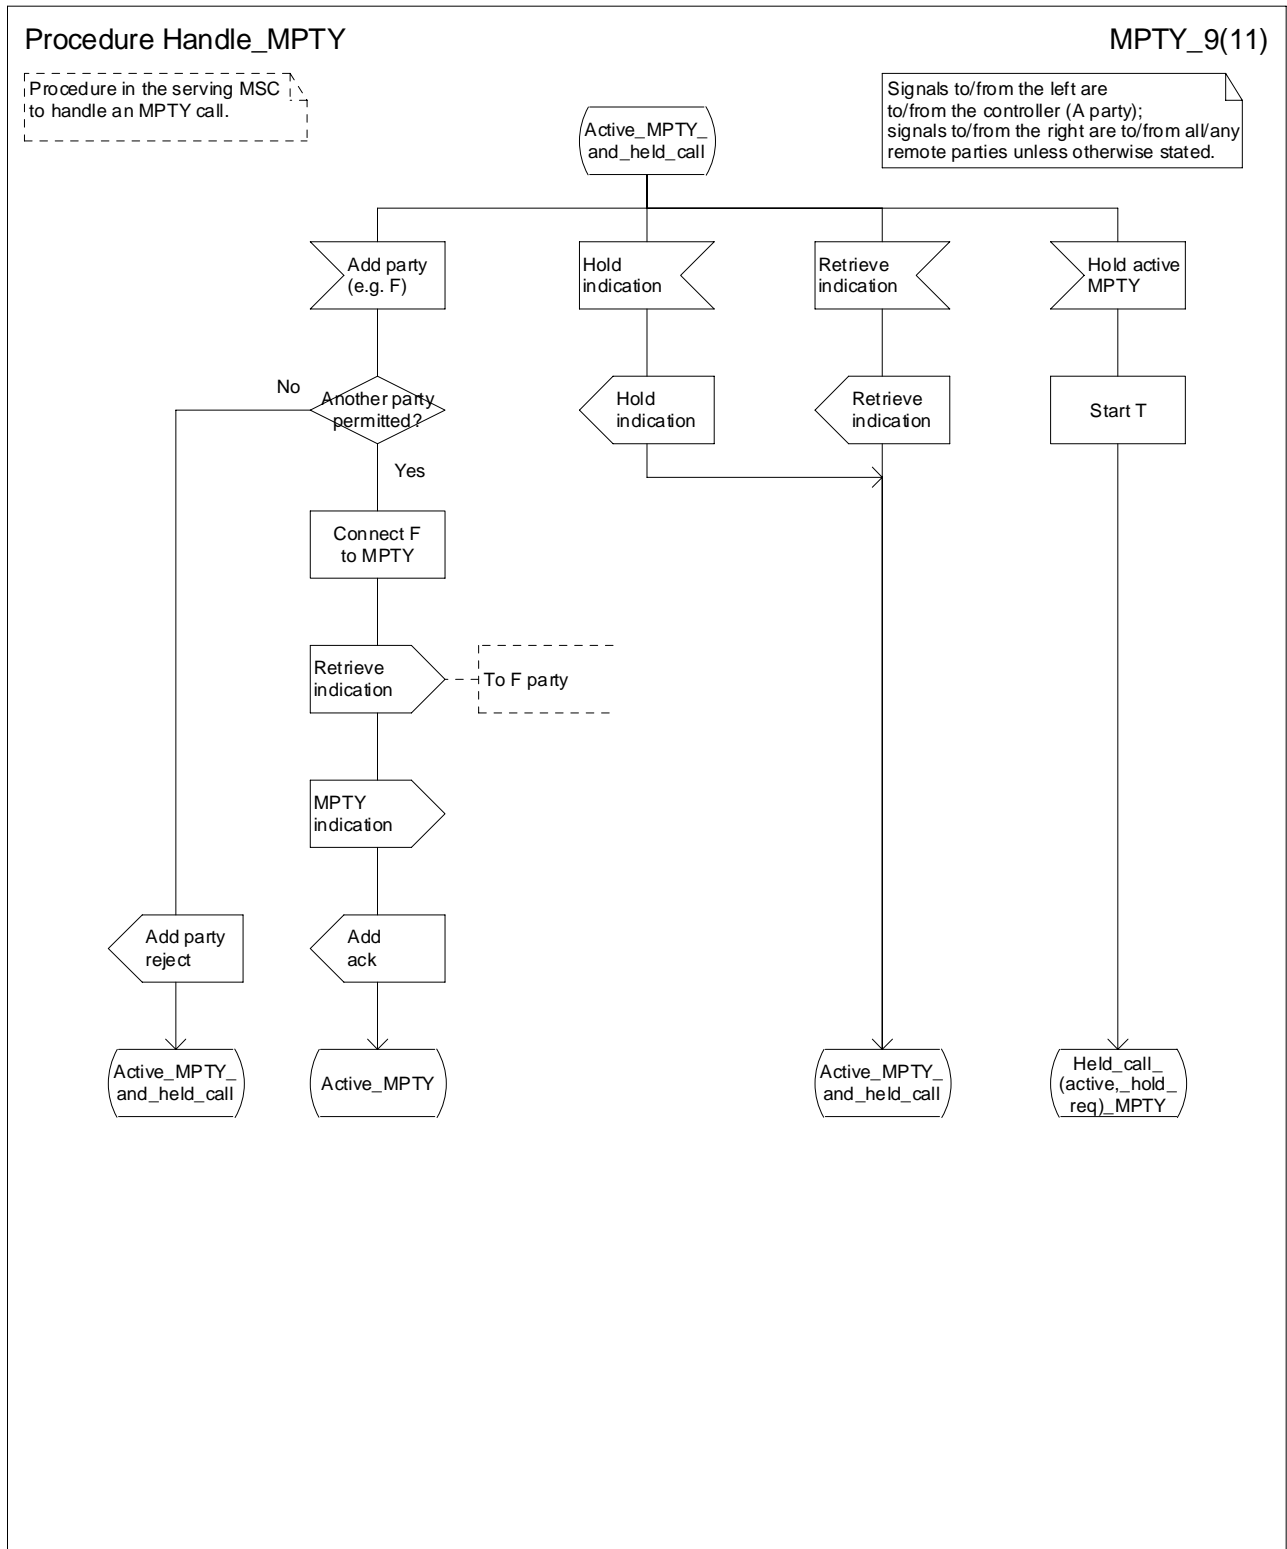 Procedure Handle_MPTY
MPTY_9(11)
Procedure in the serving MSC
to handle an MPTY call.
Signals to/from the left are
to/from the controller (A party);
signals to/from the right are to/from all/any
remote parties unless otherwise stated.
Active_MPTY_
and_held_call
Add party
(e.g. F)
Hold
indication
Retrieve
indication
Hold active
MPTY
No
Another party
permitted?
Yes
Hold
indication
Retrieve
indication
Start T
Connect F
to MPTY
Retrieve
indication
To F party
MPTY
indication
Add party
reject
Add
ack
Active_MPTY_
and_held_call
Active_MPTY
Active_MPTY_
and_held_call
Held_call_
(active,_hold_
req)_MPTY